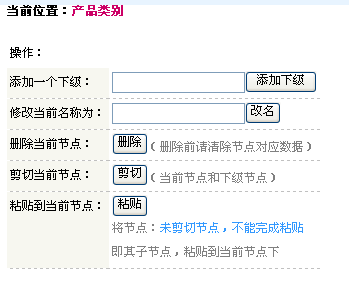 当前位置：产品类别
操作：
添加一个下级： 添加下级
修改当前名称为： 改名
删除当前节点： 删除 （删除前请清除节点对应数据）
剪切当前节点： 剪切 （当前节点和下级节点）
粘贴到当前节点： 粘贴
将节点：未剪切节点，不能完成粘贴
即其子节点，粘贴到当前节点下